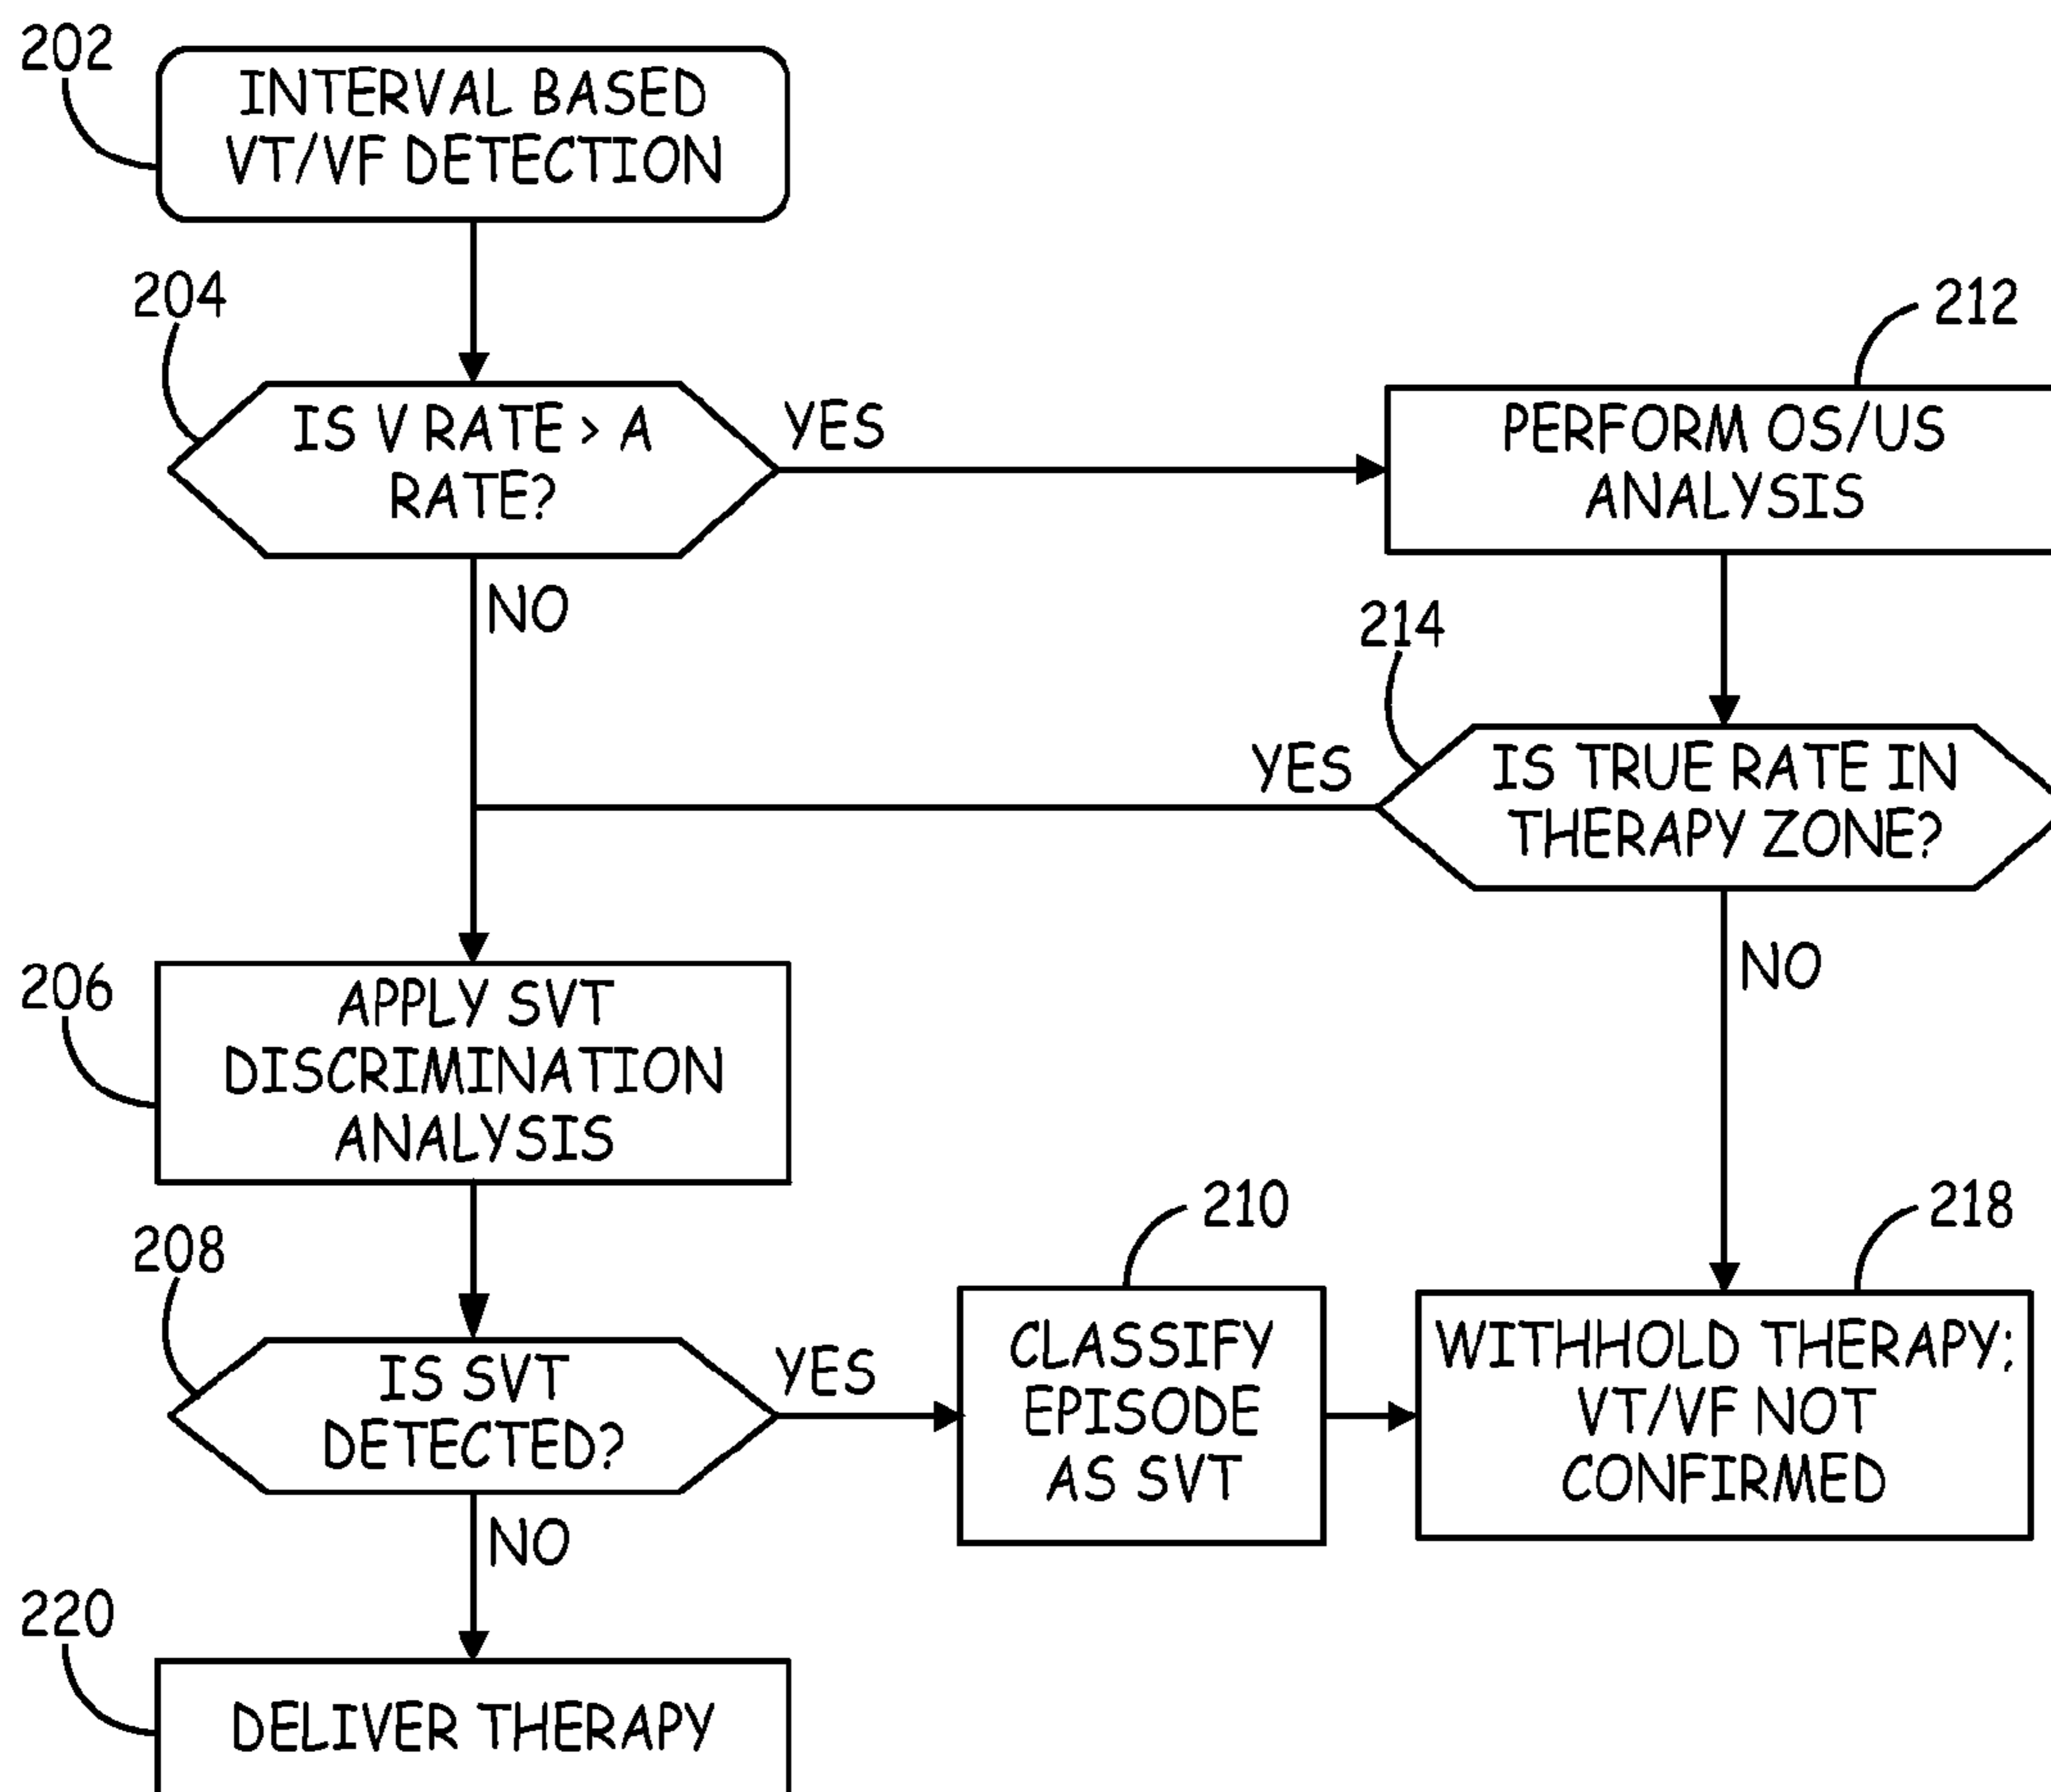 202
INTERVAL BASED
VT/VF DETECTION
204
IS V RATE > A
RATE?
YES
NO
212
PERFORM OS/US
ANALYSIS
214
YES
IS TRUE RATE IN
THERAPY ZONE?
NO
206
APPLY SVT
DISCRIMINATION
ANALYSIS
208
IS SVT
DETECTED?
YES
NO
210
CLASSIFY
EPISODE
AS SVT
218
WITHHOLD THERAPY;
VT/VF NOT
CONFIRMED
220
DELIVER THERAPY